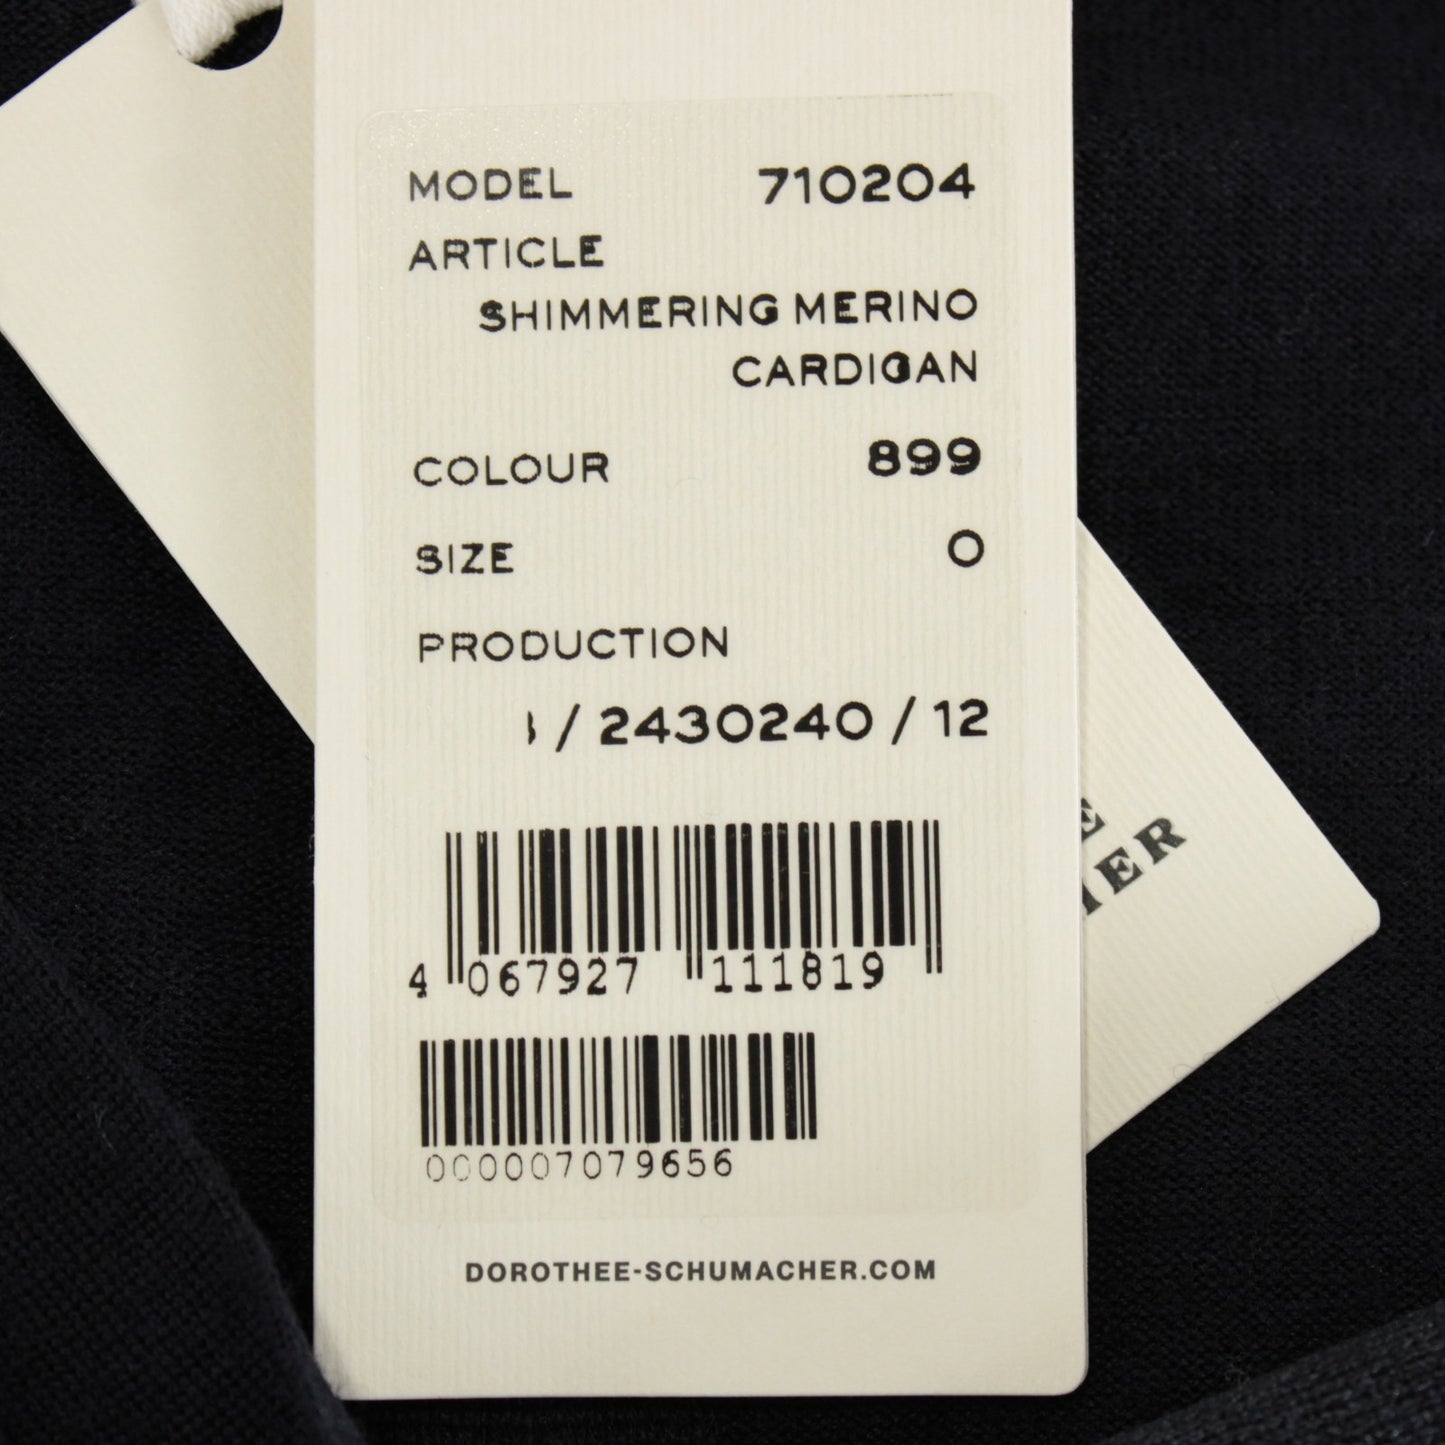 MODEL 710204
ARTICLE
SHIMMERING MERINO
CARDIGAN
COLOUR 899
SIZE 0
PRODUCTION
/ 2430240 / 12
4 067927 111819
000007079656
DOROTHEE-SCHUMACHER.COM